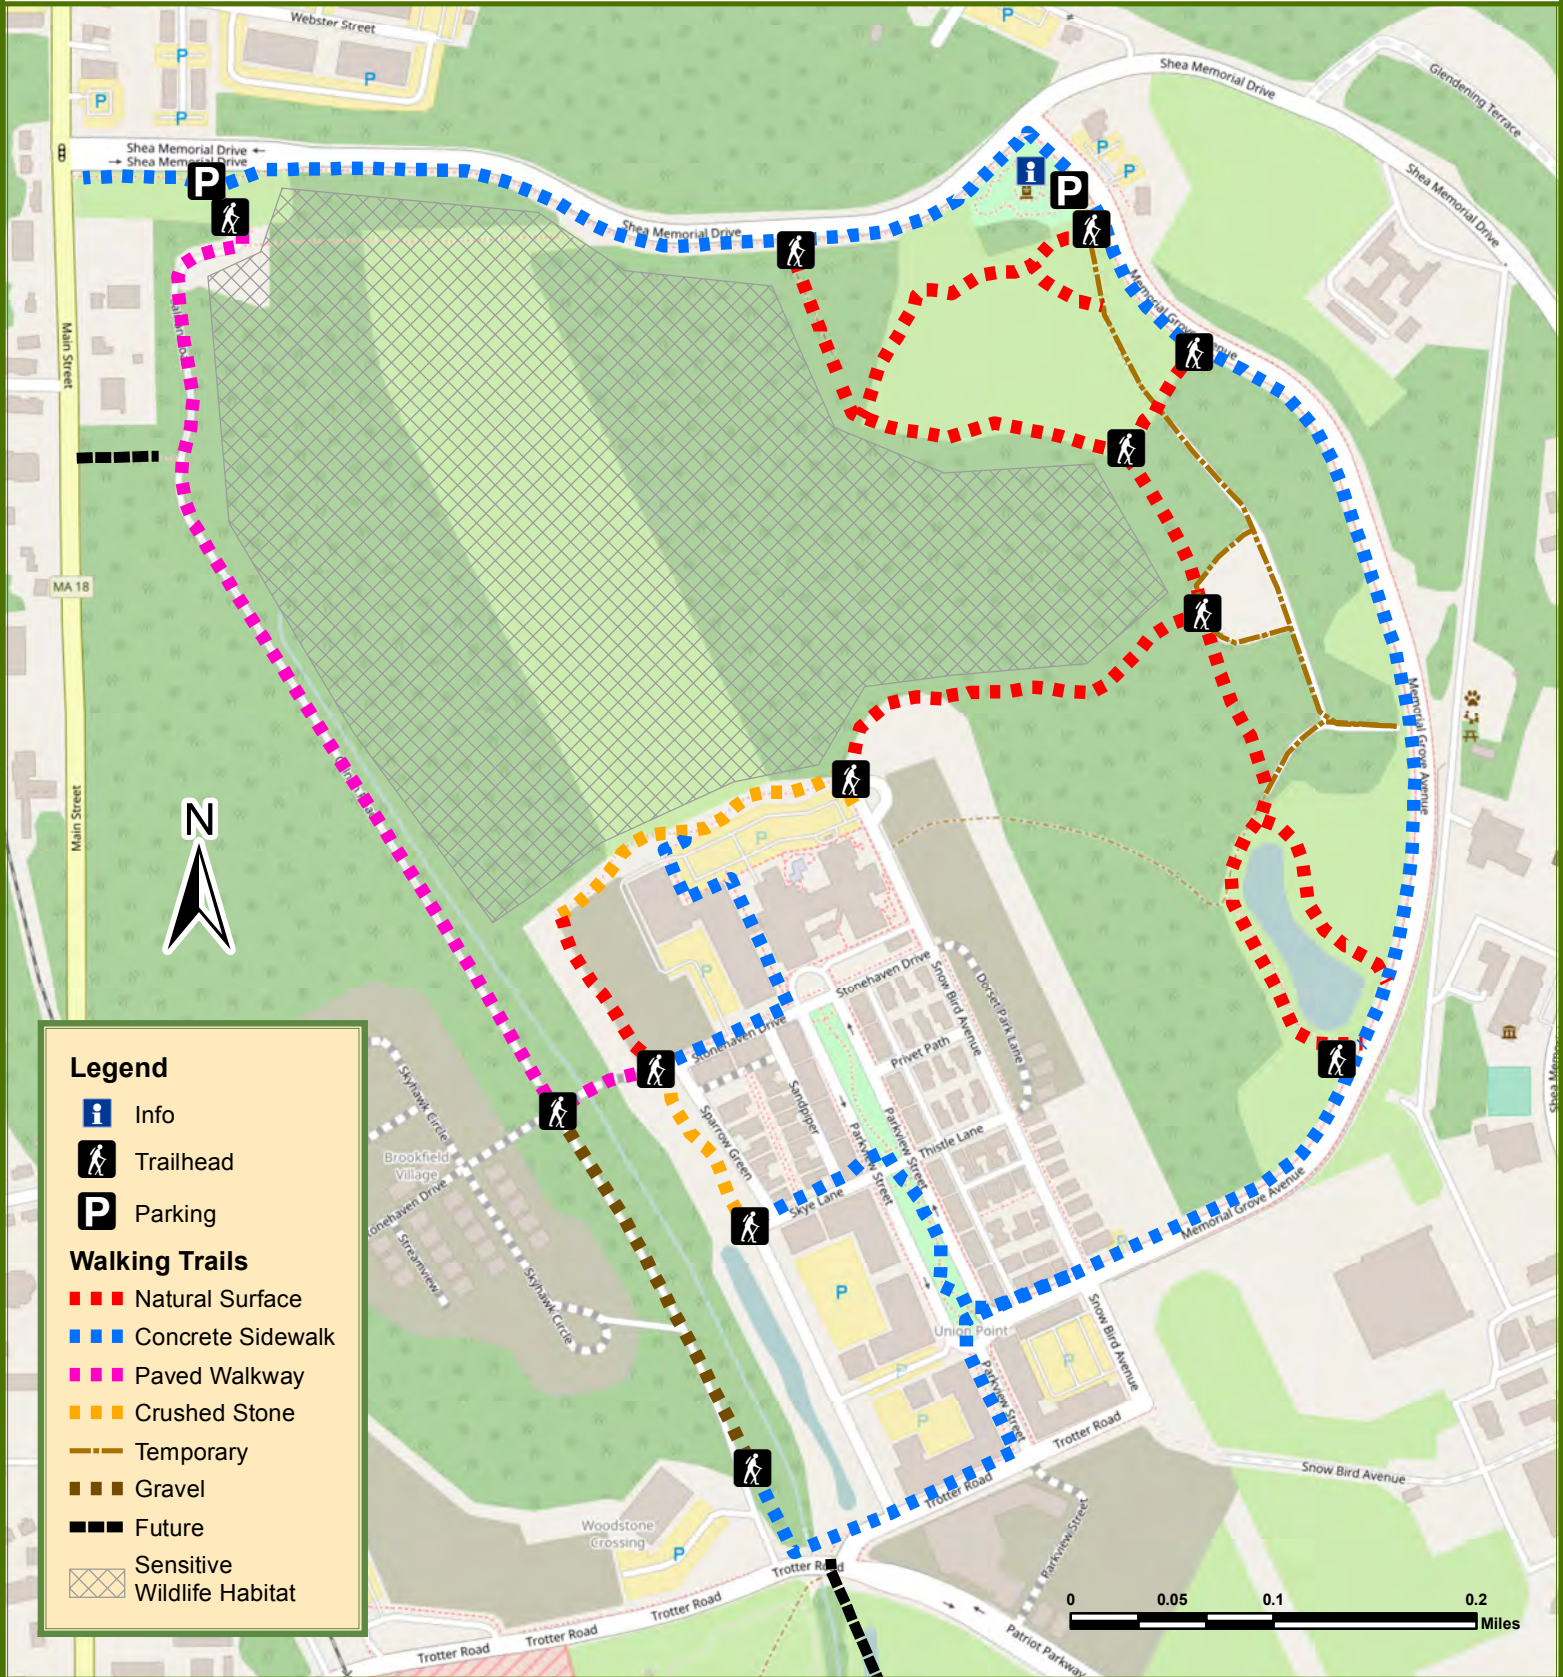 Webster Street
P
P
P
P
P
Shea Memorial Drive
Glendening Terrace
Shea Memorial Drive ←
→ Shea Memorial Drive
P
P
P
i
P
Shea Memorial Drive
Shea Memorial Drive
Memorial Grove Avenue
Main Street
MA 18
Memorial Grove Avenue
Main Street
N
P
P
Stonehaven Drive
Snow Bird Avenue
Dorset Park Lane
Stonehaven Drive
Privet Path
Sandpiper
Sparrow Green
Parkview Street
Parkview Street
Thistle Lane
Skye Lane
Skyhawk Circle
Brookfield
Village
Stonehaven Drive
Streamview
Skyhawk Circle
Memorial Grove Avenue
P
P
Union Point
Snow Bird Avenue
P
P
P
Parkview Street
Trotter Road
Trotter Road
Snow Bird Avenue
Parkview Street
Woodstone
Crossing
P
Trotter Road
Trotter Road
Trotter Road
Trotter Road
Patriot Parkway
Legend
i Info
Trailhead
P Parking
Walking Trails
Natural Surface
Concrete Sidewalk
Paved Walkway
Crushed Stone
Temporary
Gravel
Future
Sensitive
Wildlife Habitat
0 0.05 0.1 0.2
Miles